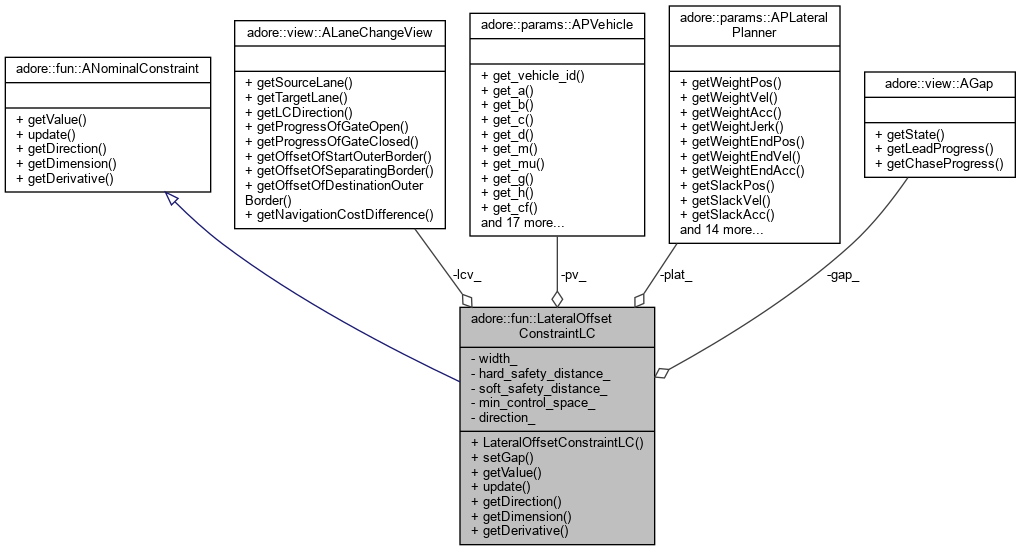 adore::fun::ANominalConstraint
+ getValue()
+ update()
+ getDirection()
+ getDimension()
+ getDerivative()
adore::view::ALaneChangeView
+ getSourceLane()
+ getTargetLane()
+ getLCDirection()
+ getProgressOfGateOpen()
+ getProgressOfGateClosed()
+ getOffsetOfStartOuterBorder()
+ getOffsetOfSeparatingBorder()
+ getOffsetOfDestinationOuter
Border()
+ getNavigationCostDifference()
adore::params::APVehicle
+ get_vehicle_id()
+ get_a()
+ get_b()
+ get_c()
+ get_d()
+ get_m()
+ get_mu()
+ get_g()
+ get_h()
+ get_cf()
and 17 more...
adore::params::APLateral
Planner
+ getWeightPos()
+ getWeightVel()
+ getWeightAcc()
+ getWeightJerk()
+ getWeightEndPos()
+ getWeightEndVel()
+ getWeightEndAcc()
+ getSlackPos()
+ getSlackVel()
+ getSlackAcc()
and 14 more...
adore::view::AGap
+ getState()
+ getLeadProgress()
+ getChaseProgress()
-lcv_
-pv_
-plat_
-gap_
adore::fun::LateralOffset
ConstraintLC
- width_
- hard_safety_distance_
- soft_safety_distance_
- min_control_space_
- direction_
+ LateralOffsetConstraintLC()
+ setGap()
+ getValue()
+ update()
+ getDirection()
+ getDimension()
+ getDerivative()